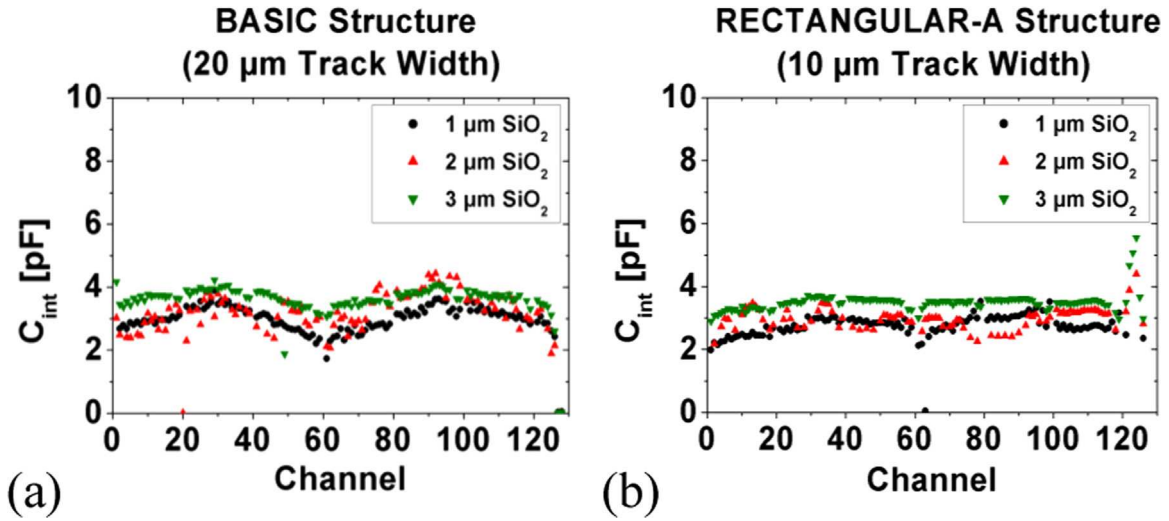 BASIC Structure
(20 µm Track Width)
10
8
6
4
2
0
C_int [pF]
1 µm SiO₂
2 µm SiO₂
3 µm SiO₂
0 20 40 60 80 100 120
Channel
(a)
RECTANGULAR-A Structure
(10 µm Track Width)
10
8
6
4
2
0
C_int [pF]
1 µm SiO₂
2 µm SiO₂
3 µm SiO₂
0 20 40 60 80 100 120
Channel
(b)